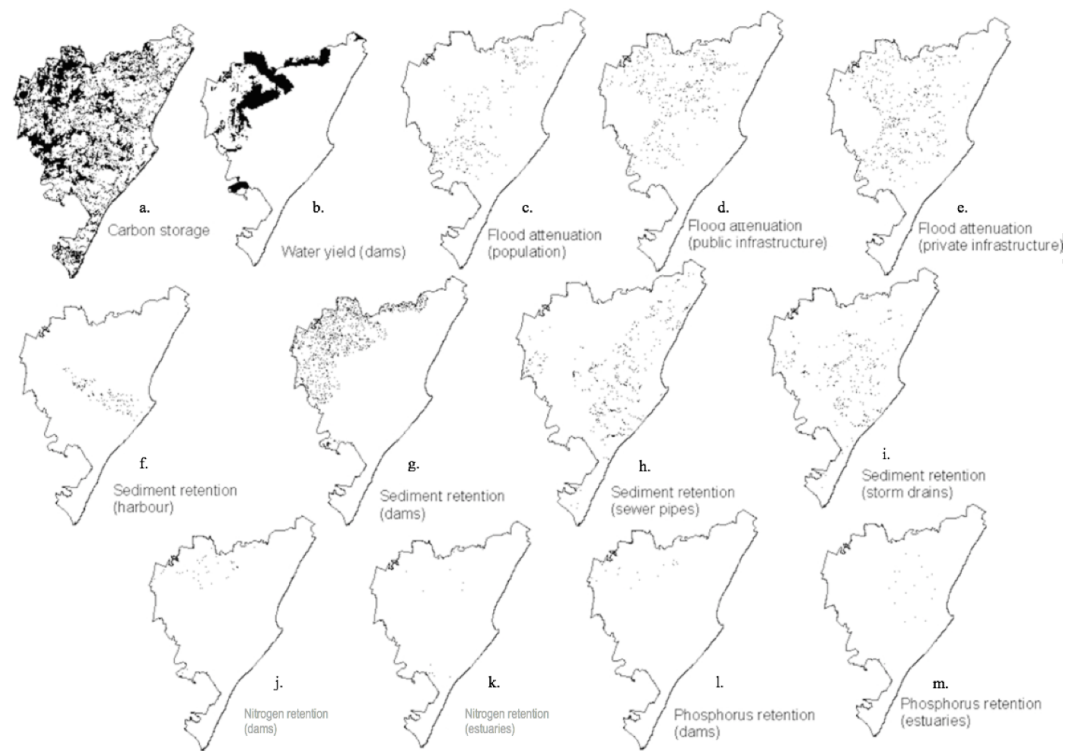 a.
Carbon storage
b.
Water yield (dams)
c.
Flood attenuation
(population)
d.
Flood attenuation
(public infrastructure)
e.
Flood attenuation
(private infrastructure)
f.
Sediment retention
(harbour)
g.
Sediment retention
(dams)
h.
Sediment retention
(sewer pipes)
i.
Sediment retention
(storm drains)
j.
Nitrogen retention
(dams)
k.
Nitrogen retention
(estuaries)
l.
Phosphorus retention
(dams)
m.
Phosphorus retention
(estuaries)